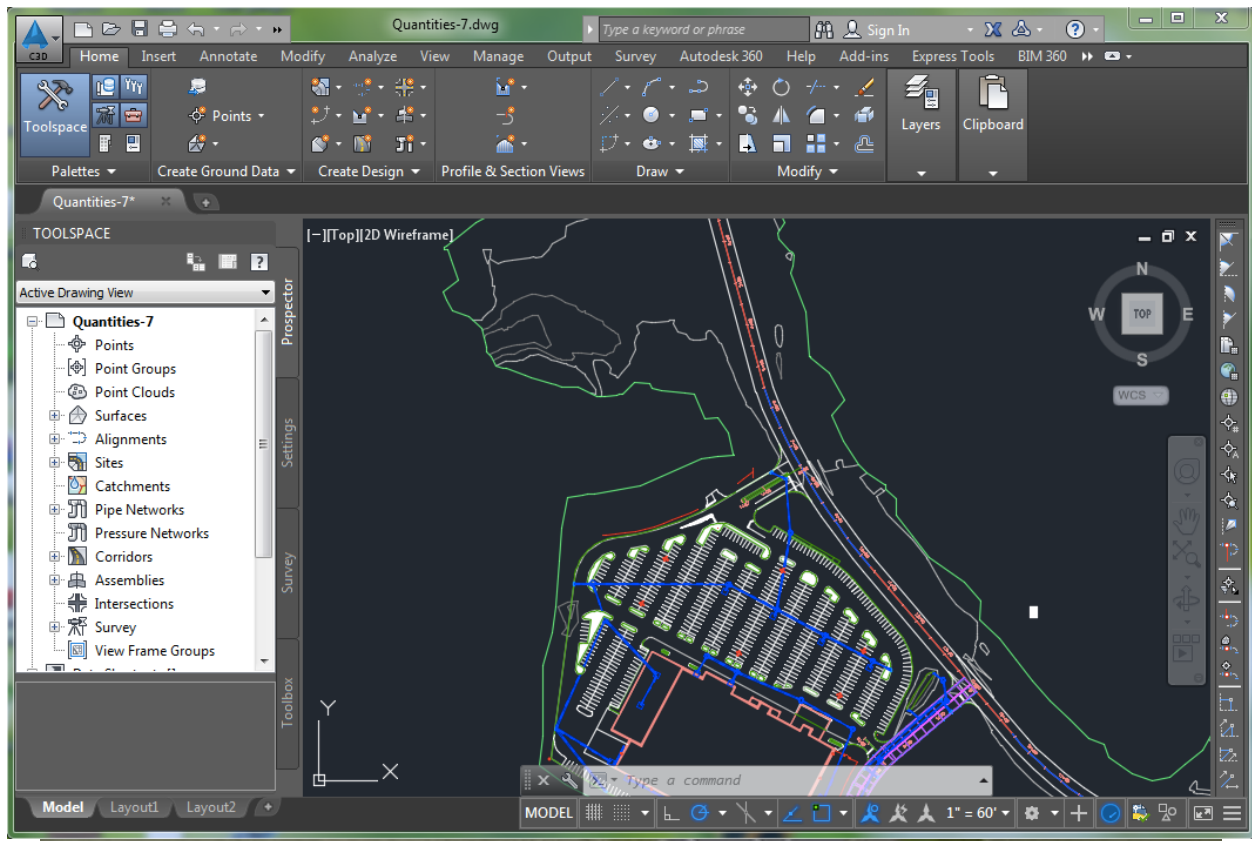 Quantities-7.dwg
Type a keyword or phrase
Sign In
?
C3D
Home Insert Annotate Modify Analyze View Manage Output Survey Autodesk 360 Help Add-ins Express Tools BIM 360
Toolspace
Points
Layers
Clipboard
Palettes
Create Ground Data
Create Design
Profile & Section Views
Draw
Modify
Quantities-7*
TOOLSPACE
?
Active Drawing View
Quantities-7
Points
Point Groups
Point Clouds
Surfaces
Alignments
Sites
Catchments
Pipe Networks
Pressure Networks
Corridors
Assemblies
Intersections
Survey
View Frame Groups
Prospector
Settings
Survey
Toolbox
[−][Top][2D Wireframe]
N
W TOP E
S
WCS
Y
X
Type a command
Model Layout1 Layout2
MODEL
1" = 60'